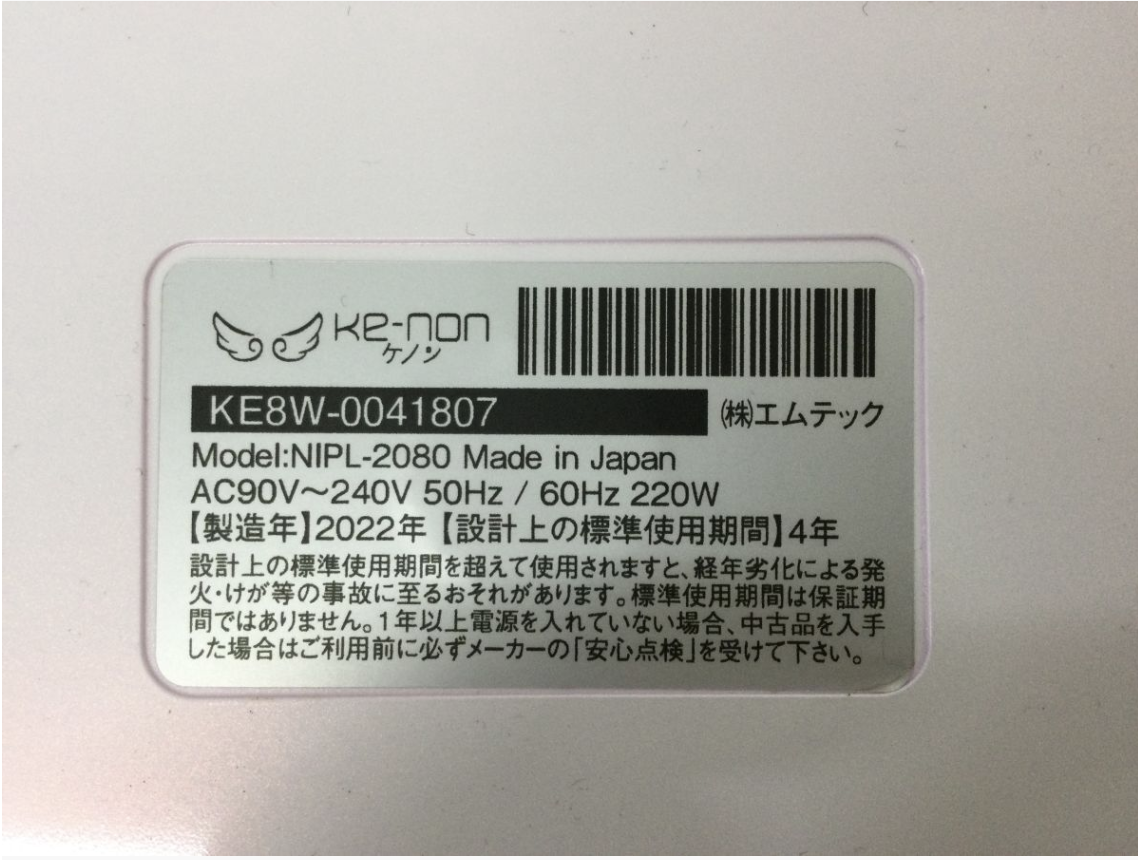 ke-non
ケノン
KE8W-0041807
㈱エムテック
Model:NIPL-2080 Made in Japan
AC90V～240V 50Hz / 60Hz 220W
【製造年】2022年【設計上の標準使用期間】4年
設計上の標準使用期間を超えて使用されますと、経年劣化による発
火・けが等の事故に至るおそれがあります。標準使用期間は保証期
間ではありません。1年以上電源を入れていない場合、中古品を入手
した場合はご利用前に必ずメーカーの｢安心点検｣を受けて下さい。